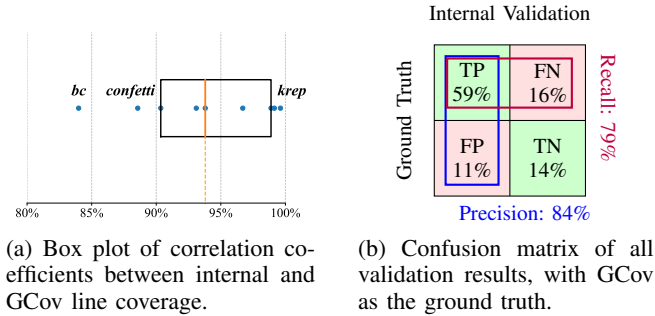 bc
confetti
krep
80%
85%
90%
95%
100%
(a) Box plot of correlation co-
efficients between internal and
GCov line coverage.
Internal Validation
Ground Truth
TP
59%
FN
16%
FP
11%
TN
14%
Recall: 79%
Precision: 84%
(b) Confusion matrix of all
validation results, with GCov
as the ground truth.